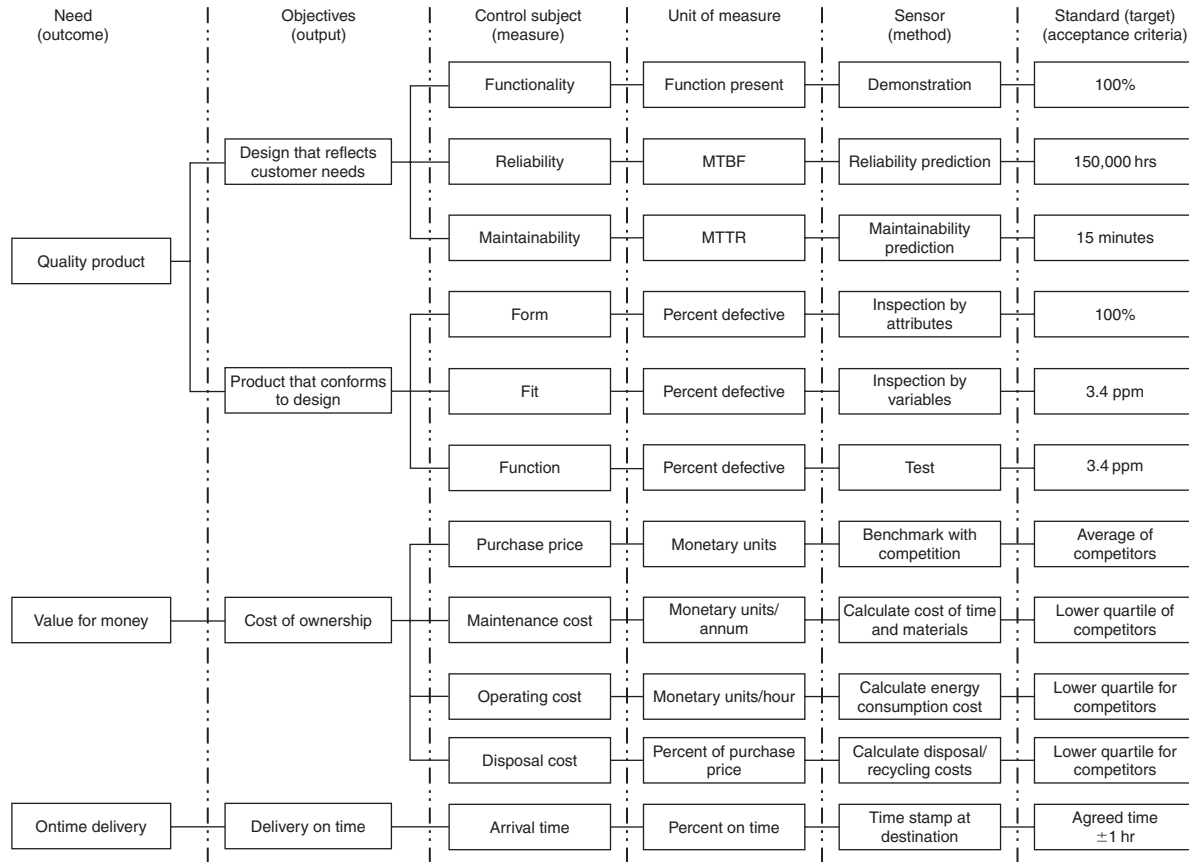 Need
(outcome)
Objectives
(output)
Control subject
(measure)
Unit of measure
Sensor
(method)
Standard (target)
(acceptance criteria)
Functionality
Function present
Demonstration
100%
Design that reflects
customer needs
Reliability
MTBF
Reliability prediction
150,000 hrs
Maintainability
MTTR
Maintainability
prediction
15 minutes
Quality product
Form
Percent defective
Inspection by
attributes
100%
Product that conforms
to design
Fit
Percent defective
Inspection by
variables
3.4 ppm
Function
Percent defective
Test
3.4 ppm
Purchase price
Monetary units
Benchmark with
competition
Average of
competitors
Value for money
Cost of ownership
Maintenance cost
Monetary units/
annum
Calculate cost of time
and materials
Lower quartile of
competitors
Operating cost
Monetary units/hour
Calculate energy
consumption cost
Lower quartile for
competitors
Disposal cost
Percent of purchase
price
Calculate disposal/
recycling costs
Lower quartile for
competitors
Ontime delivery
Delivery on time
Arrival time
Percent on time
Time stamp at
destination
Agreed time
±1 hr